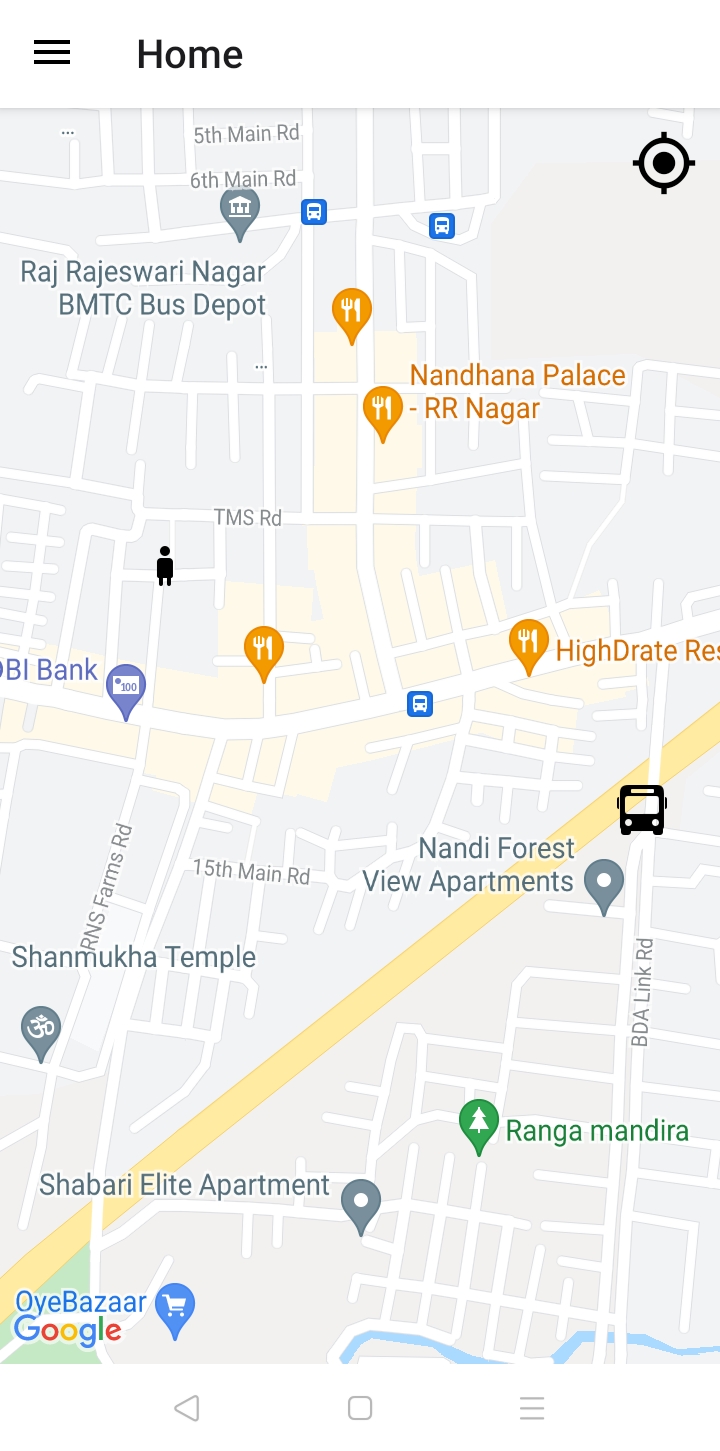 Home
...
5th Main Rd
6th Main Rd
Raj Rajeswari Nagar
BMTC Bus Depot
...
Nandhana Palace
- RR Nagar
TMS Rd
HighDrate Res
BI Bank
100
RNS Farms Rd
Nandi Forest
View Apartments
15th Main Rd
Shanmukha Temple
ॐ
BDA Link Rd
Ranga mandira
Shabari Elite Apartment
OyeBazaar
Google